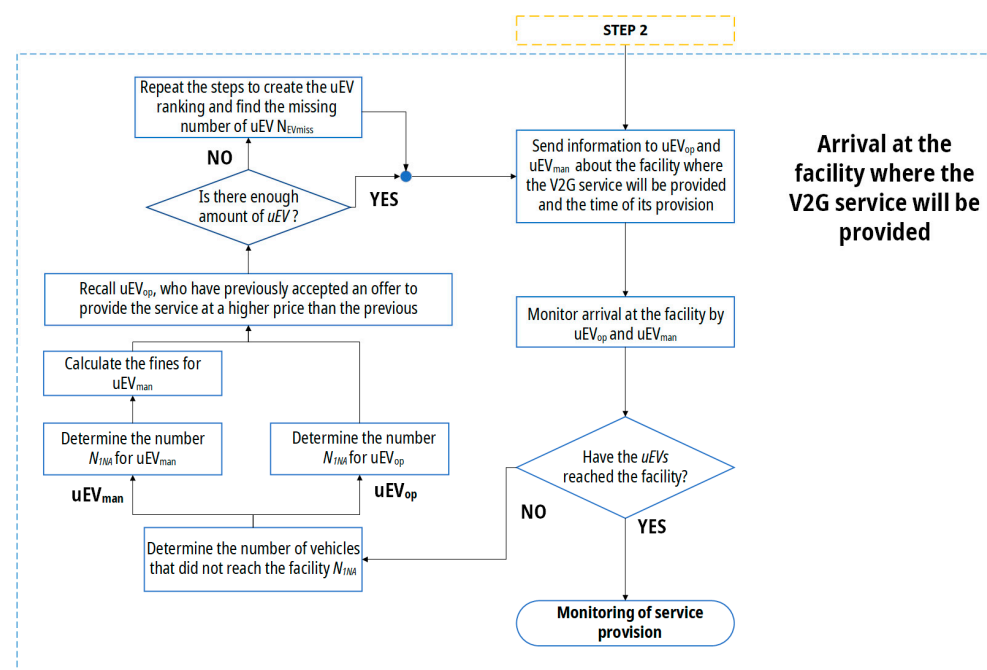 STEP 2
Repeat the steps to create the uEV
ranking and find the missing
number of uEV NEVmiss
NO
Is there enough
amount of uEV ?
YES
Send information to uEVop and
uEVman about the facility where
the V2G service will be provided
and the time of its provision
Arrival at the
facility where the
V2G service will be
provided
Recall uEVop, who have previously accepted an offer to
provide the service at a higher price than the previous
Monitor arrival at the facility by
uEVop and uEVman
Calculate the fines for
uEVman
Determine the number
N1NA for uEVman
Determine the number
N1NA for uEVop
Have the uEVs
reached the facility?
uEVman
uEVop
NO
YES
Determine the number of vehicles
that did not reach the facility N1NA
Monitoring of service
provision